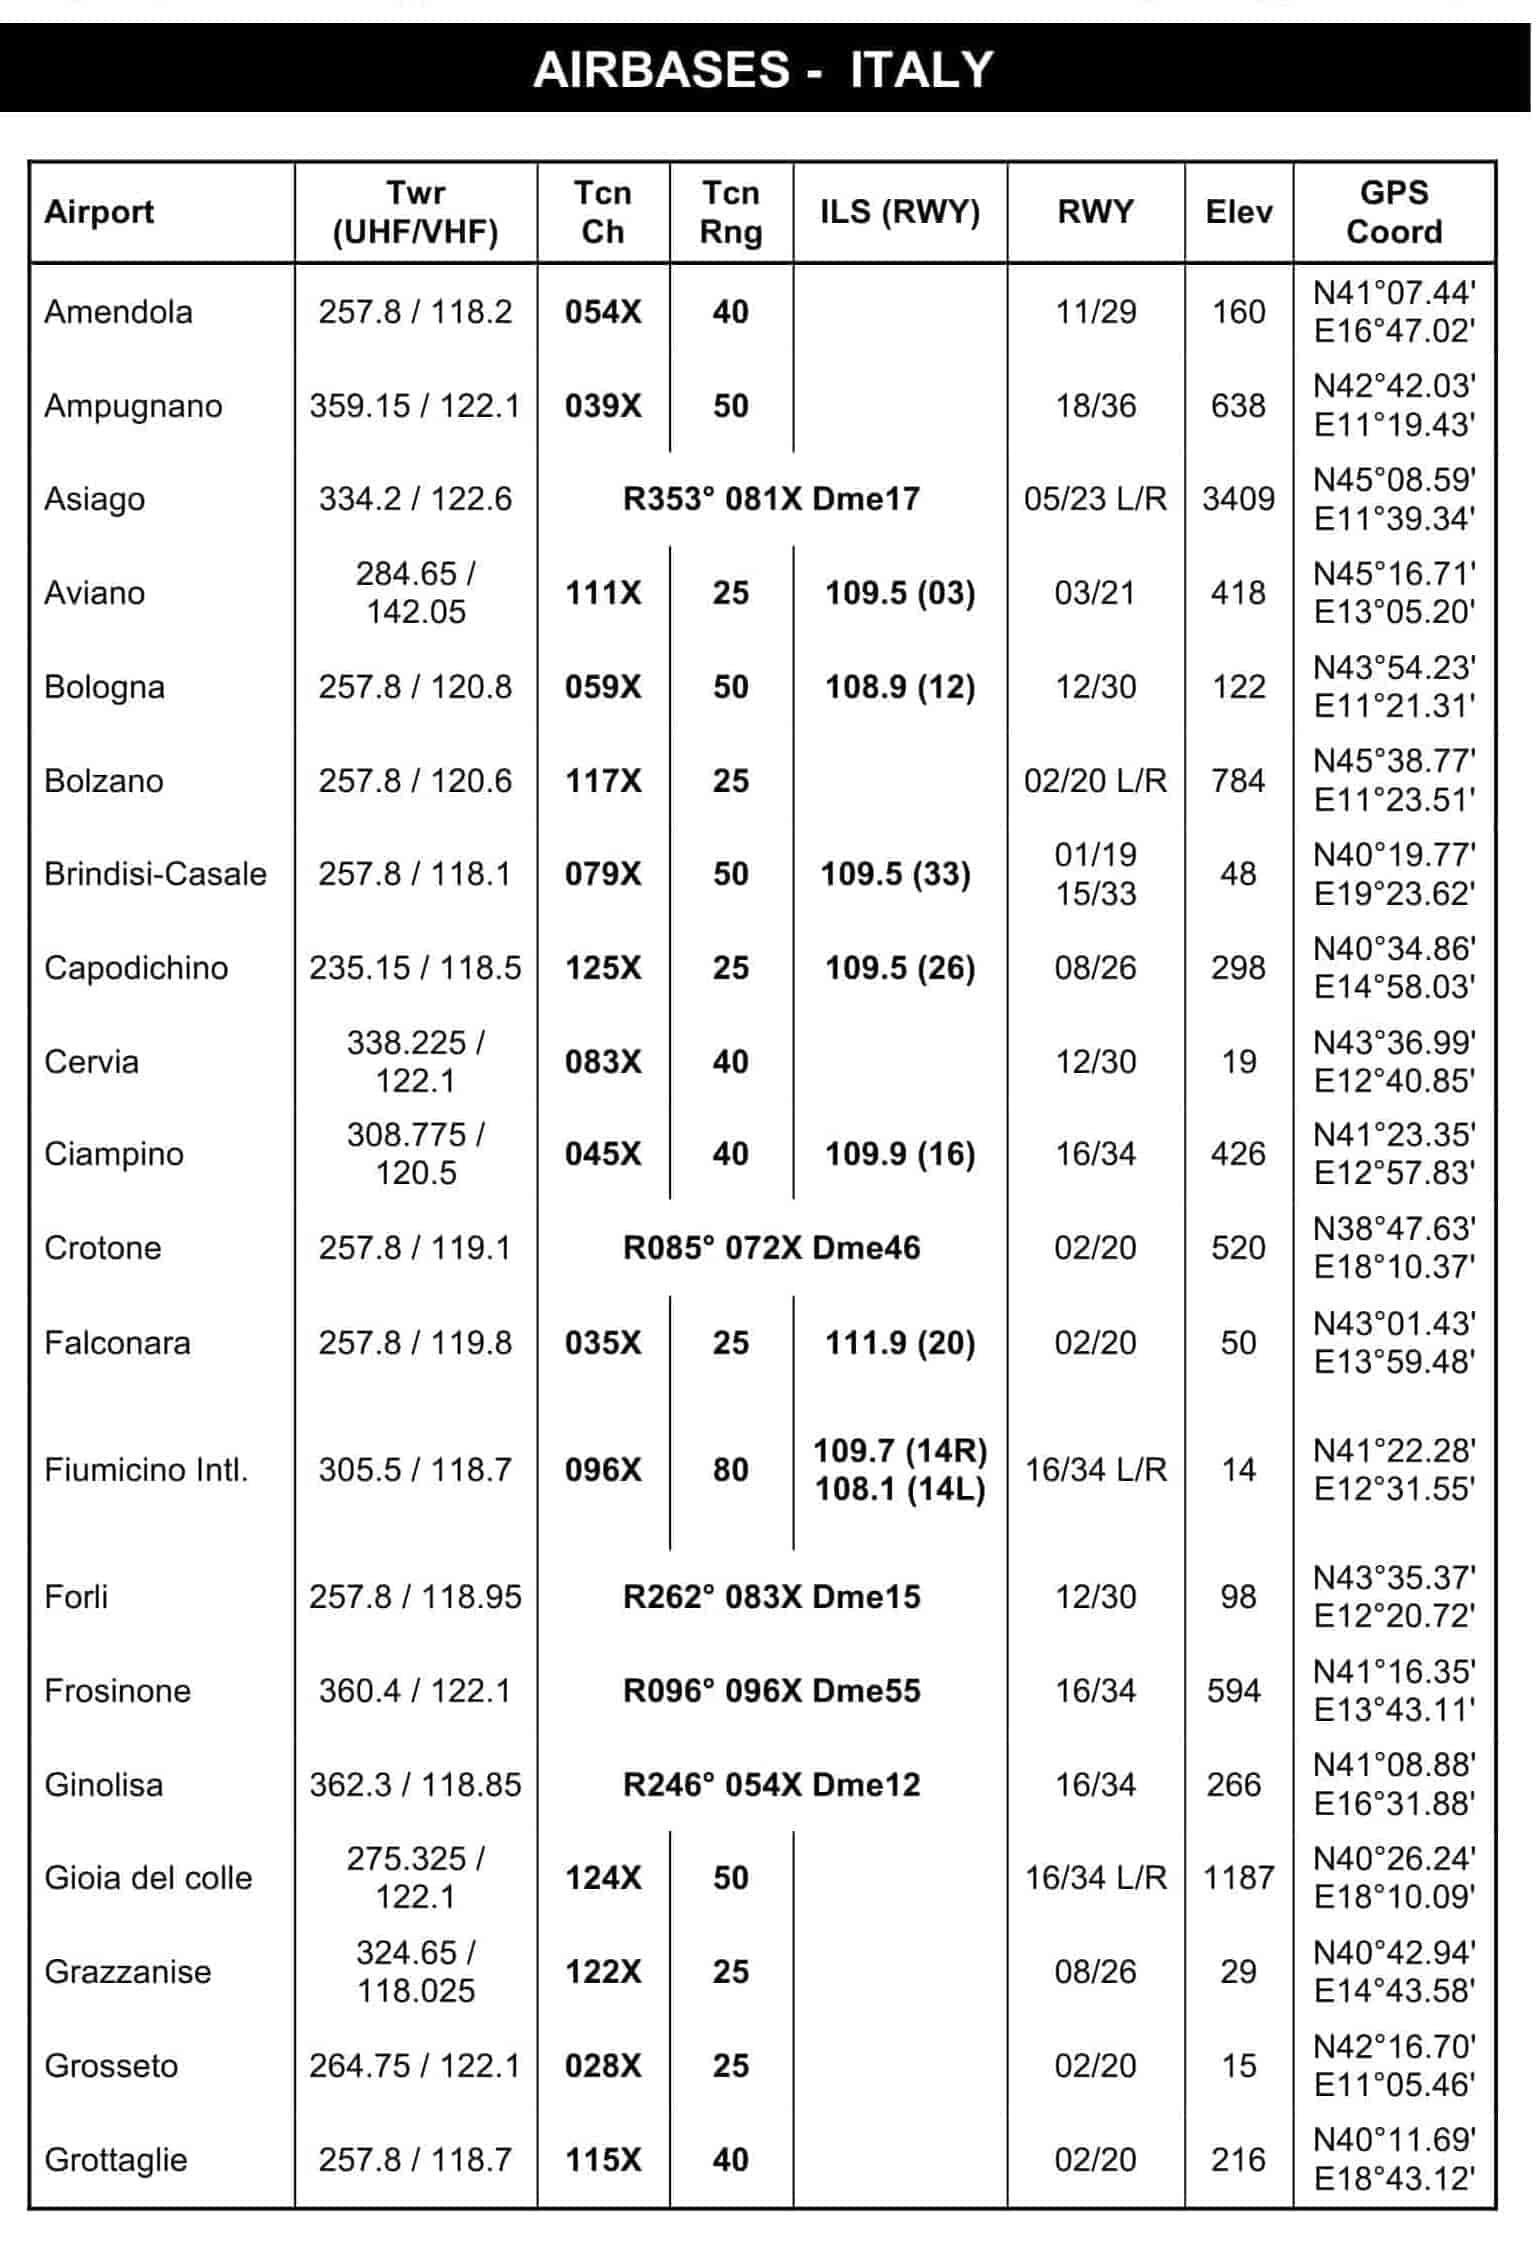 AIRBASES - ITALY
Airport Twr (UHF/VHF) Tcn Ch Tcn Rng ILS (RWY) RWY Elev GPS Coord
Amendola 257.8 / 118.2 054X 40 11/29 160 N41°07.44' E16°47.02'
Ampugnano 359.15 / 122.1 039X 50 18/36 638 N42°42.03' E11°19.43'
Asiago 334.2 / 122.6 R353° 081X Dme17 05/23 L/R 3409 N45°08.59' E11°39.34'
Aviano 284.65 / 142.05 111X 25 109.5 (03) 03/21 418 N45°16.71' E13°05.20'
Bologna 257.8 / 120.8 059X 50 108.9 (12) 12/30 122 N43°54.23' E11°21.31'
Bolzano 257.8 / 120.6 117X 25 02/20 L/R 784 N45°38.77' E11°23.51'
Brindisi-Casale 257.8 / 118.1 079X 50 109.5 (33) 01/19 15/33 48 N40°19.77' E19°23.62'
Capodichino 235.15 / 118.5 125X 25 109.5 (26) 08/26 298 N40°34.86' E14°58.03'
Cervia 338.225 / 122.1 083X 40 12/30 19 N43°36.99' E12°40.85'
Ciampino 308.775 / 120.5 045X 40 109.9 (16) 16/34 426 N41°23.35' E12°57.83'
Crotone 257.8 / 119.1 R085° 072X Dme46 02/20 520 N38°47.63' E18°10.37'
Falconara 257.8 / 119.8 035X 25 111.9 (20) 02/20 50 N43°01.43' E13°59.48'
Fiumicino Intl. 305.5 / 118.7 096X 80 109.7 (14R) 108.1 (14L) 16/34 L/R 14 N41°22.28' E12°31.55'
Forli 257.8 / 118.95 R262° 083X Dme15 12/30 98 N43°35.37' E12°20.72'
Frosinone 360.4 / 122.1 R096° 096X Dme55 16/34 594 N41°16.35' E13°43.11'
Ginolisa 362.3 / 118.85 R246° 054X Dme12 16/34 266 N41°08.88' E16°31.88'
Gioia del colle 275.325 / 122.1 124X 50 16/34 L/R 1187 N40°26.24' E18°10.09'
Grazzanise 324.65 / 118.025 122X 25 08/26 29 N40°42.94' E14°43.58'
Grosseto 264.75 / 122.1 028X 25 02/20 15 N42°16.70' E11°05.46'
Grottaglie 257.8 / 118.7 115X 40 02/20 216 N40°11.69' E18°43.12'